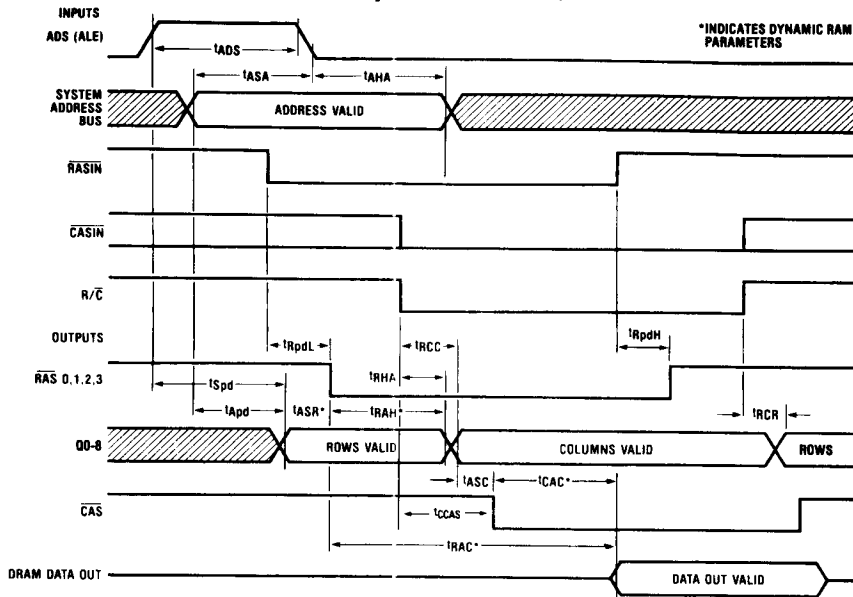 INPUTS
ADS (ALE)
*INDICATES DYNAMIC RAM
PARAMETERS
tADS
tASA
tAHA
SYSTEM
ADDRESS
BUS
ADDRESS VALID
RASIN
CASIN
R/C
OUTPUTS
tRpdL
tRCC
tRpdH
RAS 0,1,2,3
tRHA
tSpd
tApd
tASR*
tRAH*
tRCR
Q0-8
ROWS VALID
COLUMNS VALID
ROWS
tASC
tCAC*
CAS
tCCAS
tRAC*
DRAM DATA OUT
DATA OUT VALID